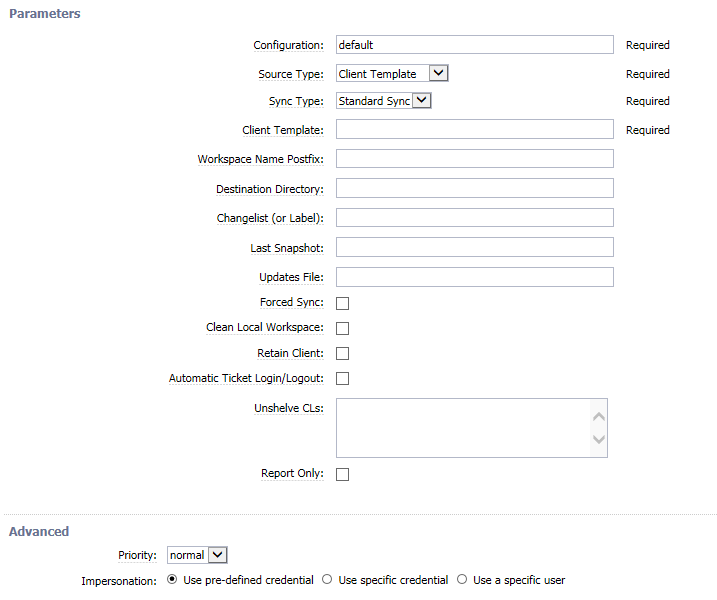 Parameters
Configuration: default Required
Source Type: Client Template Required
Sync Type: Standard Sync Required
Client Template: Required
Workspace Name Postfix:
Destination Directory:
Changelist (or Label):
Last Snapshot:
Updates File:
Forced Sync:
Clean Local Workspace:
Retain Client:
Automatic Ticket Login/Logout:
Unshelve CLs:
Report Only:
Advanced
Priority: normal
Impersonation: Use pre-defined credential Use specific credential Use a specific user